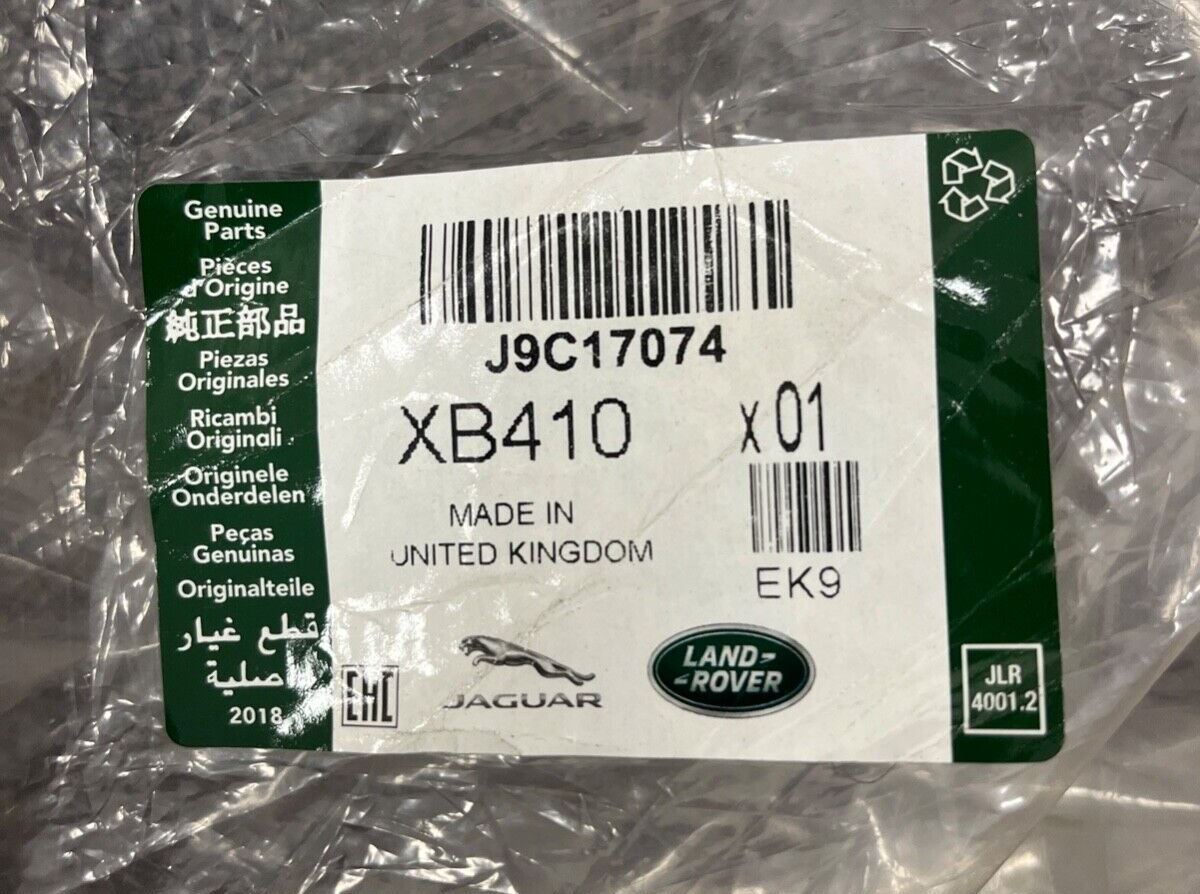 Genuine
Parts
Pièces
d'Origine
純正部品
Piezas
Originales
Ricambi
Originali
Originele
Onderdelen
Peças
Genuinas
Originalteile
قطع غيار
أصلية
2018
J9C17074
XB410
x 01
MADE IN
UNITED KINGDOM
EK9
EAC
JAGUAR
LAND-
-ROVER
JLR
4001.2